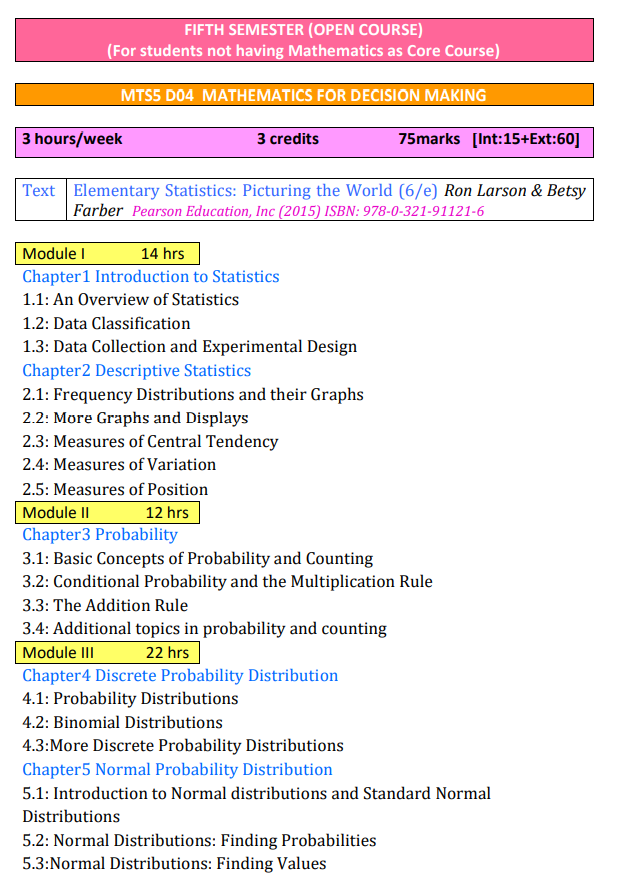 FIFTH SEMESTER (OPEN COURSE)
(For students not having Mathematics as Core Course)
MTS5 D04 MATHEMATICS FOR DECISION MAKING
3 hours/week 3 credits 75marks [Int:15+Ext:60]
Text Elementary Statistics: Picturing the World (6/e) Ron Larson & Betsy
Farber Pearson Education, Inc (2015) ISBN: 978-0-321-91121-6
Module I 14 hrs
Chapter1 Introduction to Statistics
1.1: An Overview of Statistics
1.2: Data Classification
1.3: Data Collection and Experimental Design
Chapter2 Descriptive Statistics
2.1: Frequency Distributions and their Graphs
2.2: More Graphs and Displays
2.3: Measures of Central Tendency
2.4: Measures of Variation
2.5: Measures of Position
Module II 12 hrs
Chapter3 Probability
3.1: Basic Concepts of Probability and Counting
3.2: Conditional Probability and the Multiplication Rule
3.3: The Addition Rule
3.4: Additional topics in probability and counting
Module III 22 hrs
Chapter4 Discrete Probability Distribution
4.1: Probability Distributions
4.2: Binomial Distributions
4.3:More Discrete Probability Distributions
Chapter5 Normal Probability Distribution
5.1: Introduction to Normal distributions and Standard Normal
Distributions
5.2: Normal Distributions: Finding Probabilities
5.3:Normal Distributions: Finding Values